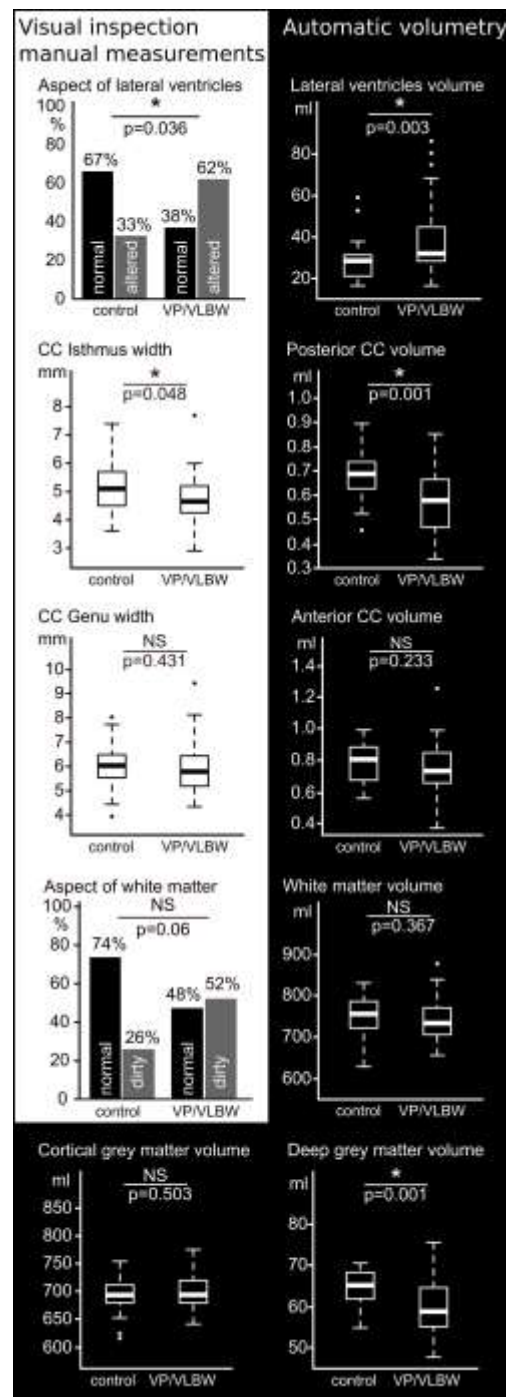 Visual inspection
manual measurements
Automatic volumetry
Aspect of lateral ventricles
100
%
80
60
40
20
0
*
p=0.036
67%
33%
38%
62%
normal
altered
normal
altered
control
VP/VLBW
Lateral ventricles volume
ml
80
60
40
20
*
p=0.003
control
VP/VLBW
CC Isthmus width
mm
8
7
6
5
4
3
*
p=0.048
control
VP/VLBW
Posterior CC volume
ml
1.0
0.9
0.8
0.7
0.6
0.5
0.4
0.3
*
p=0.001
control
VP/VLBW
CC Genu width
mm
10
9
8
7
6
5
4
NS
p=0.431
control
VP/VLBW
Anterior CC volume
ml
1.4
1.2
1.0
0.8
0.6
0.4
NS
p=0.233
control
VP/VLBW
Aspect of white matter
100
%
80
60
40
20
0
NS
p=0.06
74%
26%
48%
52%
normal
dirty
normal
dirty
control
VP/VLBW
White matter volume
ml
900
800
700
600
NS
p=0.367
control
VP/VLBW
Cortical grey matter volume
ml
850
800
750
700
650
600
NS
p=0.503
control
VP/VLBW
Deep grey matter volume
ml
80
70
60
50
*
p=0.001
control
VP/VLBW